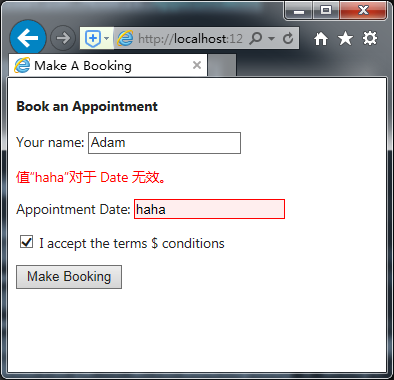 http://localhost:12
Make A Booking
Book an Appointment
Your name: Adam
值"haha"对于 Date 无效。
Appointment Date: haha
I accept the terms $ conditions
Make Booking